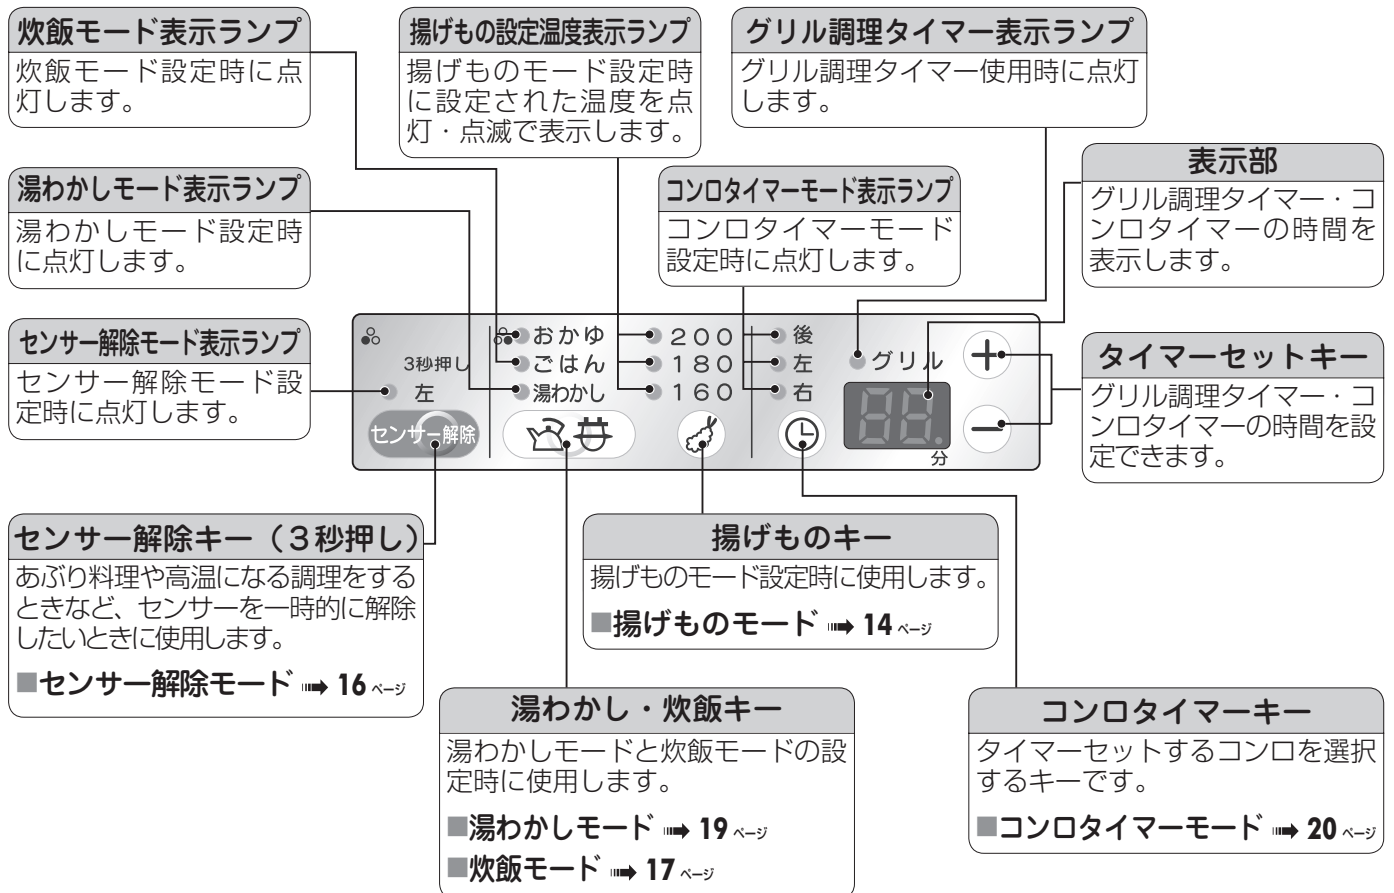 炊飯モード表示ランプ
炊飯モード設定時に点
灯します。
揚げもの設定温度表示ランプ
揚げものモード設定時
に設定された温度を点
灯・点滅で表示します。
グリル調理タイマー表示ランプ
グリル調理タイマー使用時に点灯
します。
湯わかしモード表示ランプ
湯わかしモード設定時
に点灯します。
コンロタイマーモード表示ランプ
コンロタイマーモード
設定時に点灯します。
表示部
グリル調理タイマー・コ
ンロタイマーの時間を
表示します。
センサー解除モード表示ランプ
センサー解除モード設
定時に点灯します。
3秒押し
左
センサー解除
おかゆ
ごはん
湯わかし
200
180
160
後
左
右
グリル
88.
分
+
−
タイマーセットキー
グリル調理タイマー・コ
ンロタイマーの時間を設
定できます。
センサー解除キー（3秒押し）
あぶり料理や高温になる調理をする
ときなど、センサーを一時的に解除
したいときに使用します。
■センサー解除モード ➡ 16ページ
揚げものキー
揚げものモード設定時に使用します。
■揚げものモード ➡ 14ページ
湯わかし・炊飯キー
湯わかしモードと炊飯モードの設
定時に使用します。
■湯わかしモード ➡ 19ページ
■炊飯モード ➡ 17ページ
コンロタイマーキー
タイマーセットするコンロを選択
するキーです。
■コンロタイマーモード ➡ 20ページ